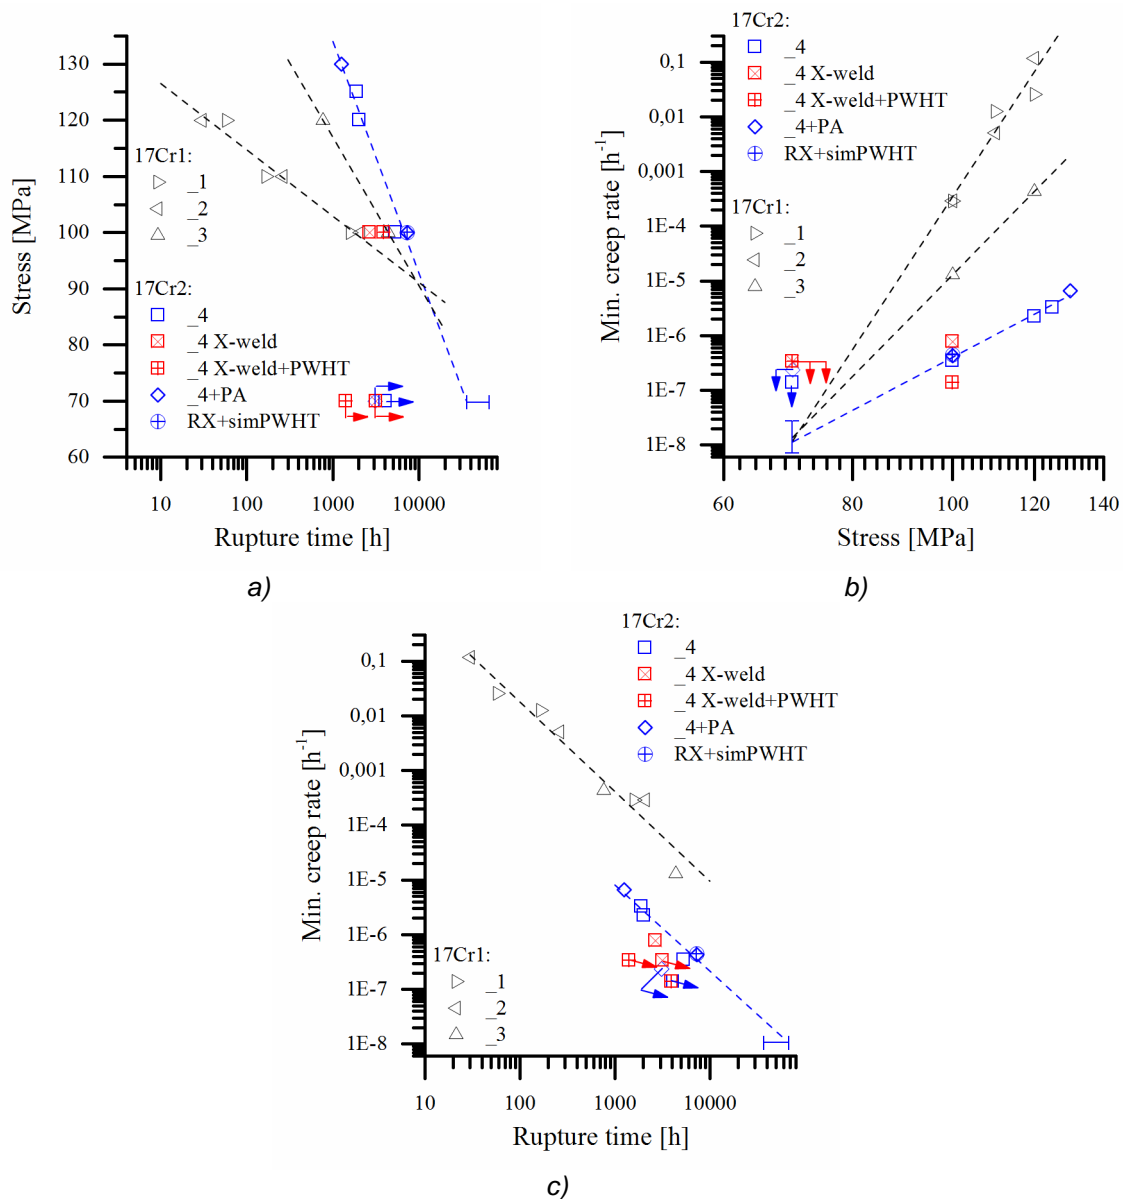 130
120
110
100
90
80
70
60
Stress [MPa]
17Cr1:
_1
_2
_3
17Cr2:
_4
_4 X-weld
_4 X-weld+PWHT
_4+PA
RX+simPWHT
10
100
1000
10000
Rupture time [h]
a)
17Cr2:
_4
_4 X-weld
_4 X-weld+PWHT
_4+PA
RX+simPWHT
17Cr1:
_1
_2
_3
0,1
0,01
0,001
1E-4
1E-5
1E-6
1E-7
1E-8
Min. creep rate [h-1]
60
80
100
120
140
Stress [MPa]
b)
17Cr2:
_4
_4 X-weld
_4 X-weld+PWHT
_4+PA
RX+simPWHT
0,1
0,01
0,001
1E-4
1E-5
1E-6
1E-7
1E-8
Min. creep rate [h-1]
17Cr1:
_1
_2
_3
10
100
1000
10000
Rupture time [h]
c)